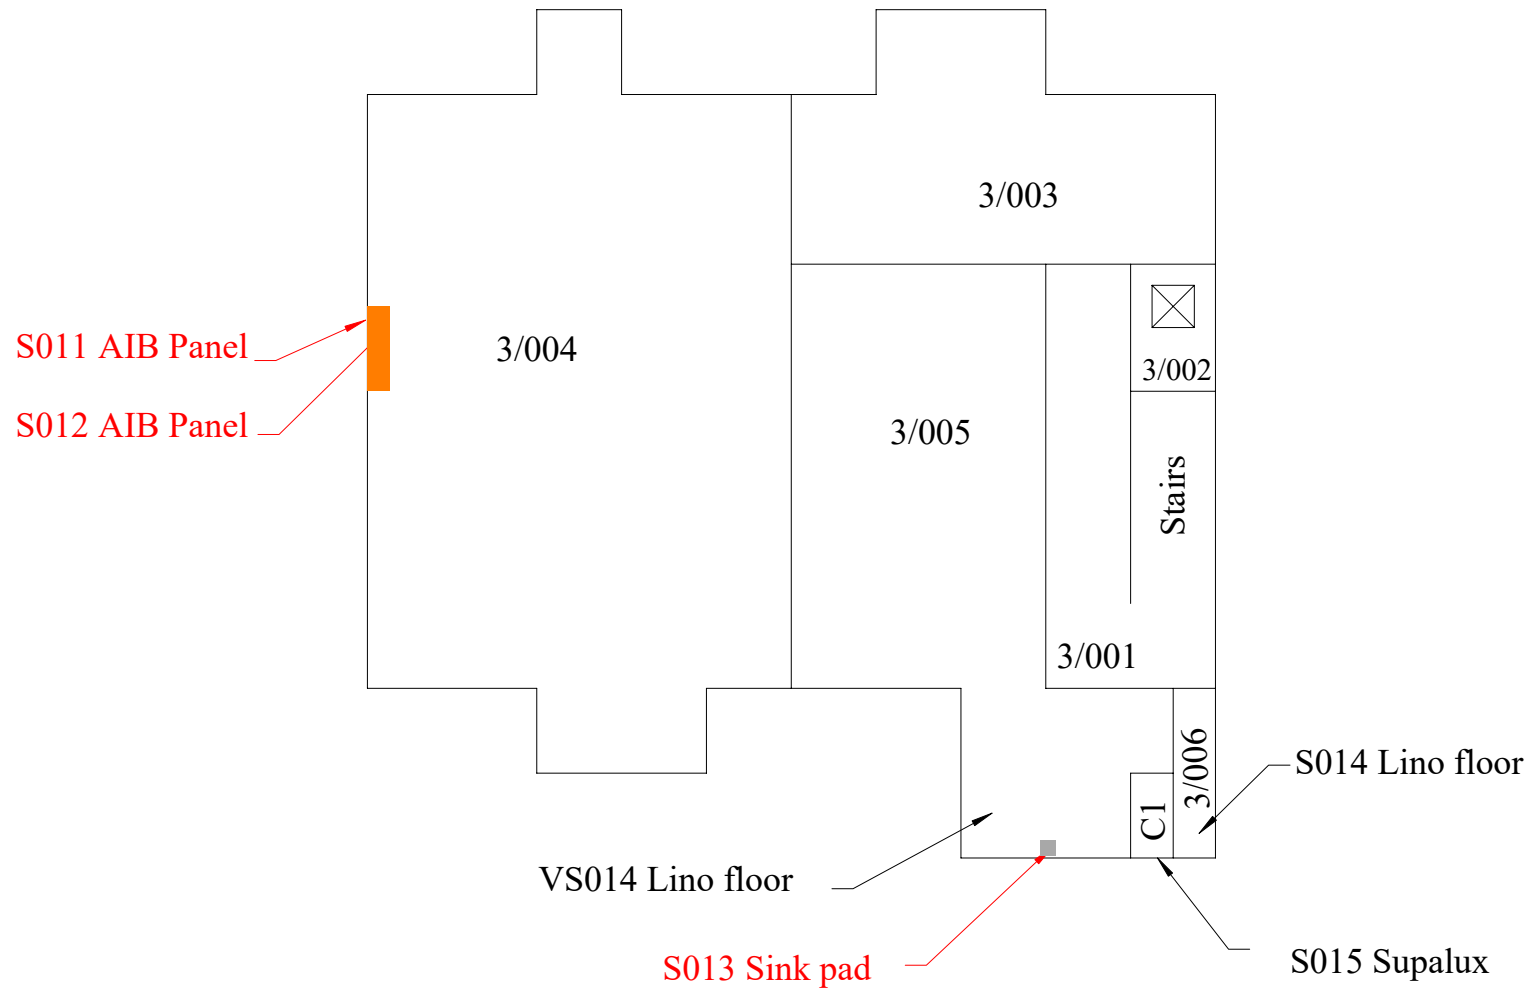 3/003
S011 AIB Panel
3/004
3/002
S012 AIB Panel
3/005
Stairs
3/001
3/006
S014 Lino floor
C1
VS014 Lino floor
S013 Sink pad
S015 Supalux